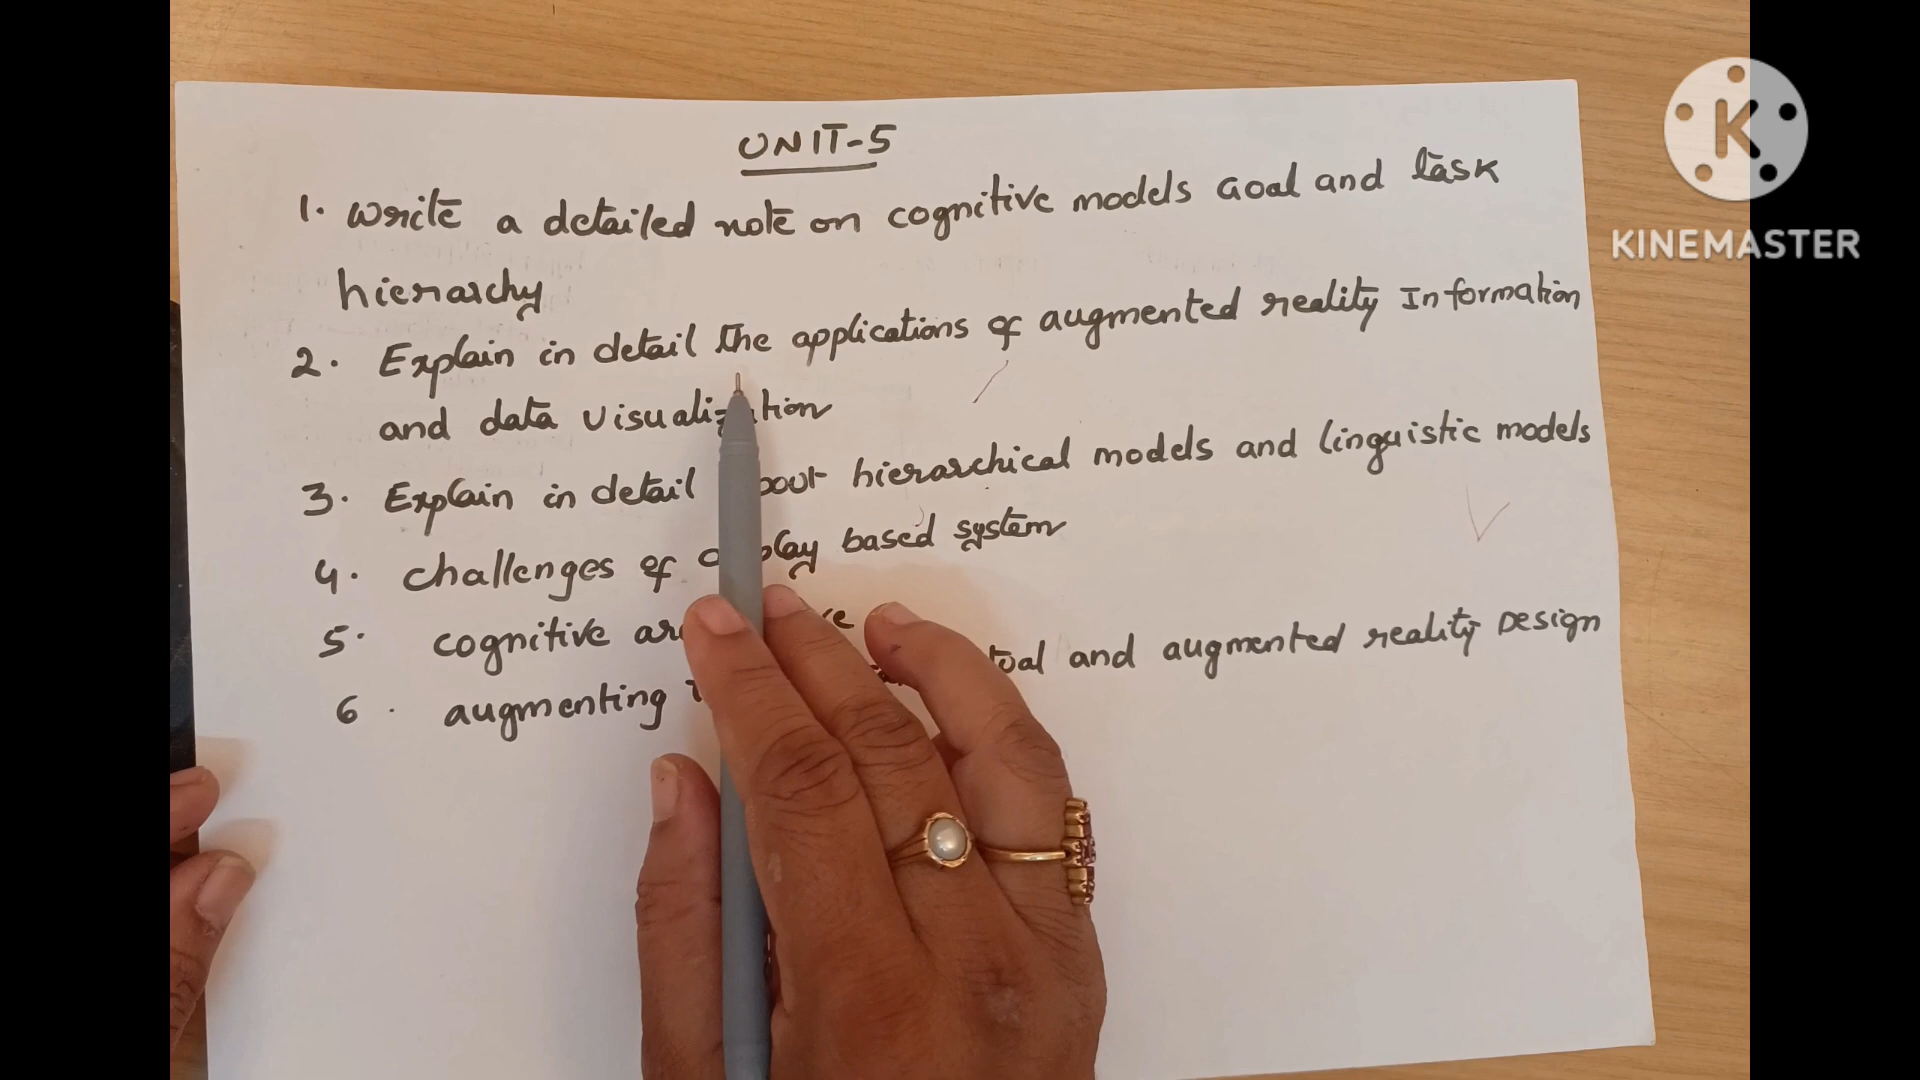 UNIT-5
1. write a detailed note on cognitive models Goal and task
hierarchy
2. Explain in detail the applications of augmented reality Information
and data visualization
3. Explain in detail hierarchical models and linguistic models
4. challenges of based system
5. cognitive
6. augmenting and augmented reality Design
K
KINEMASTER